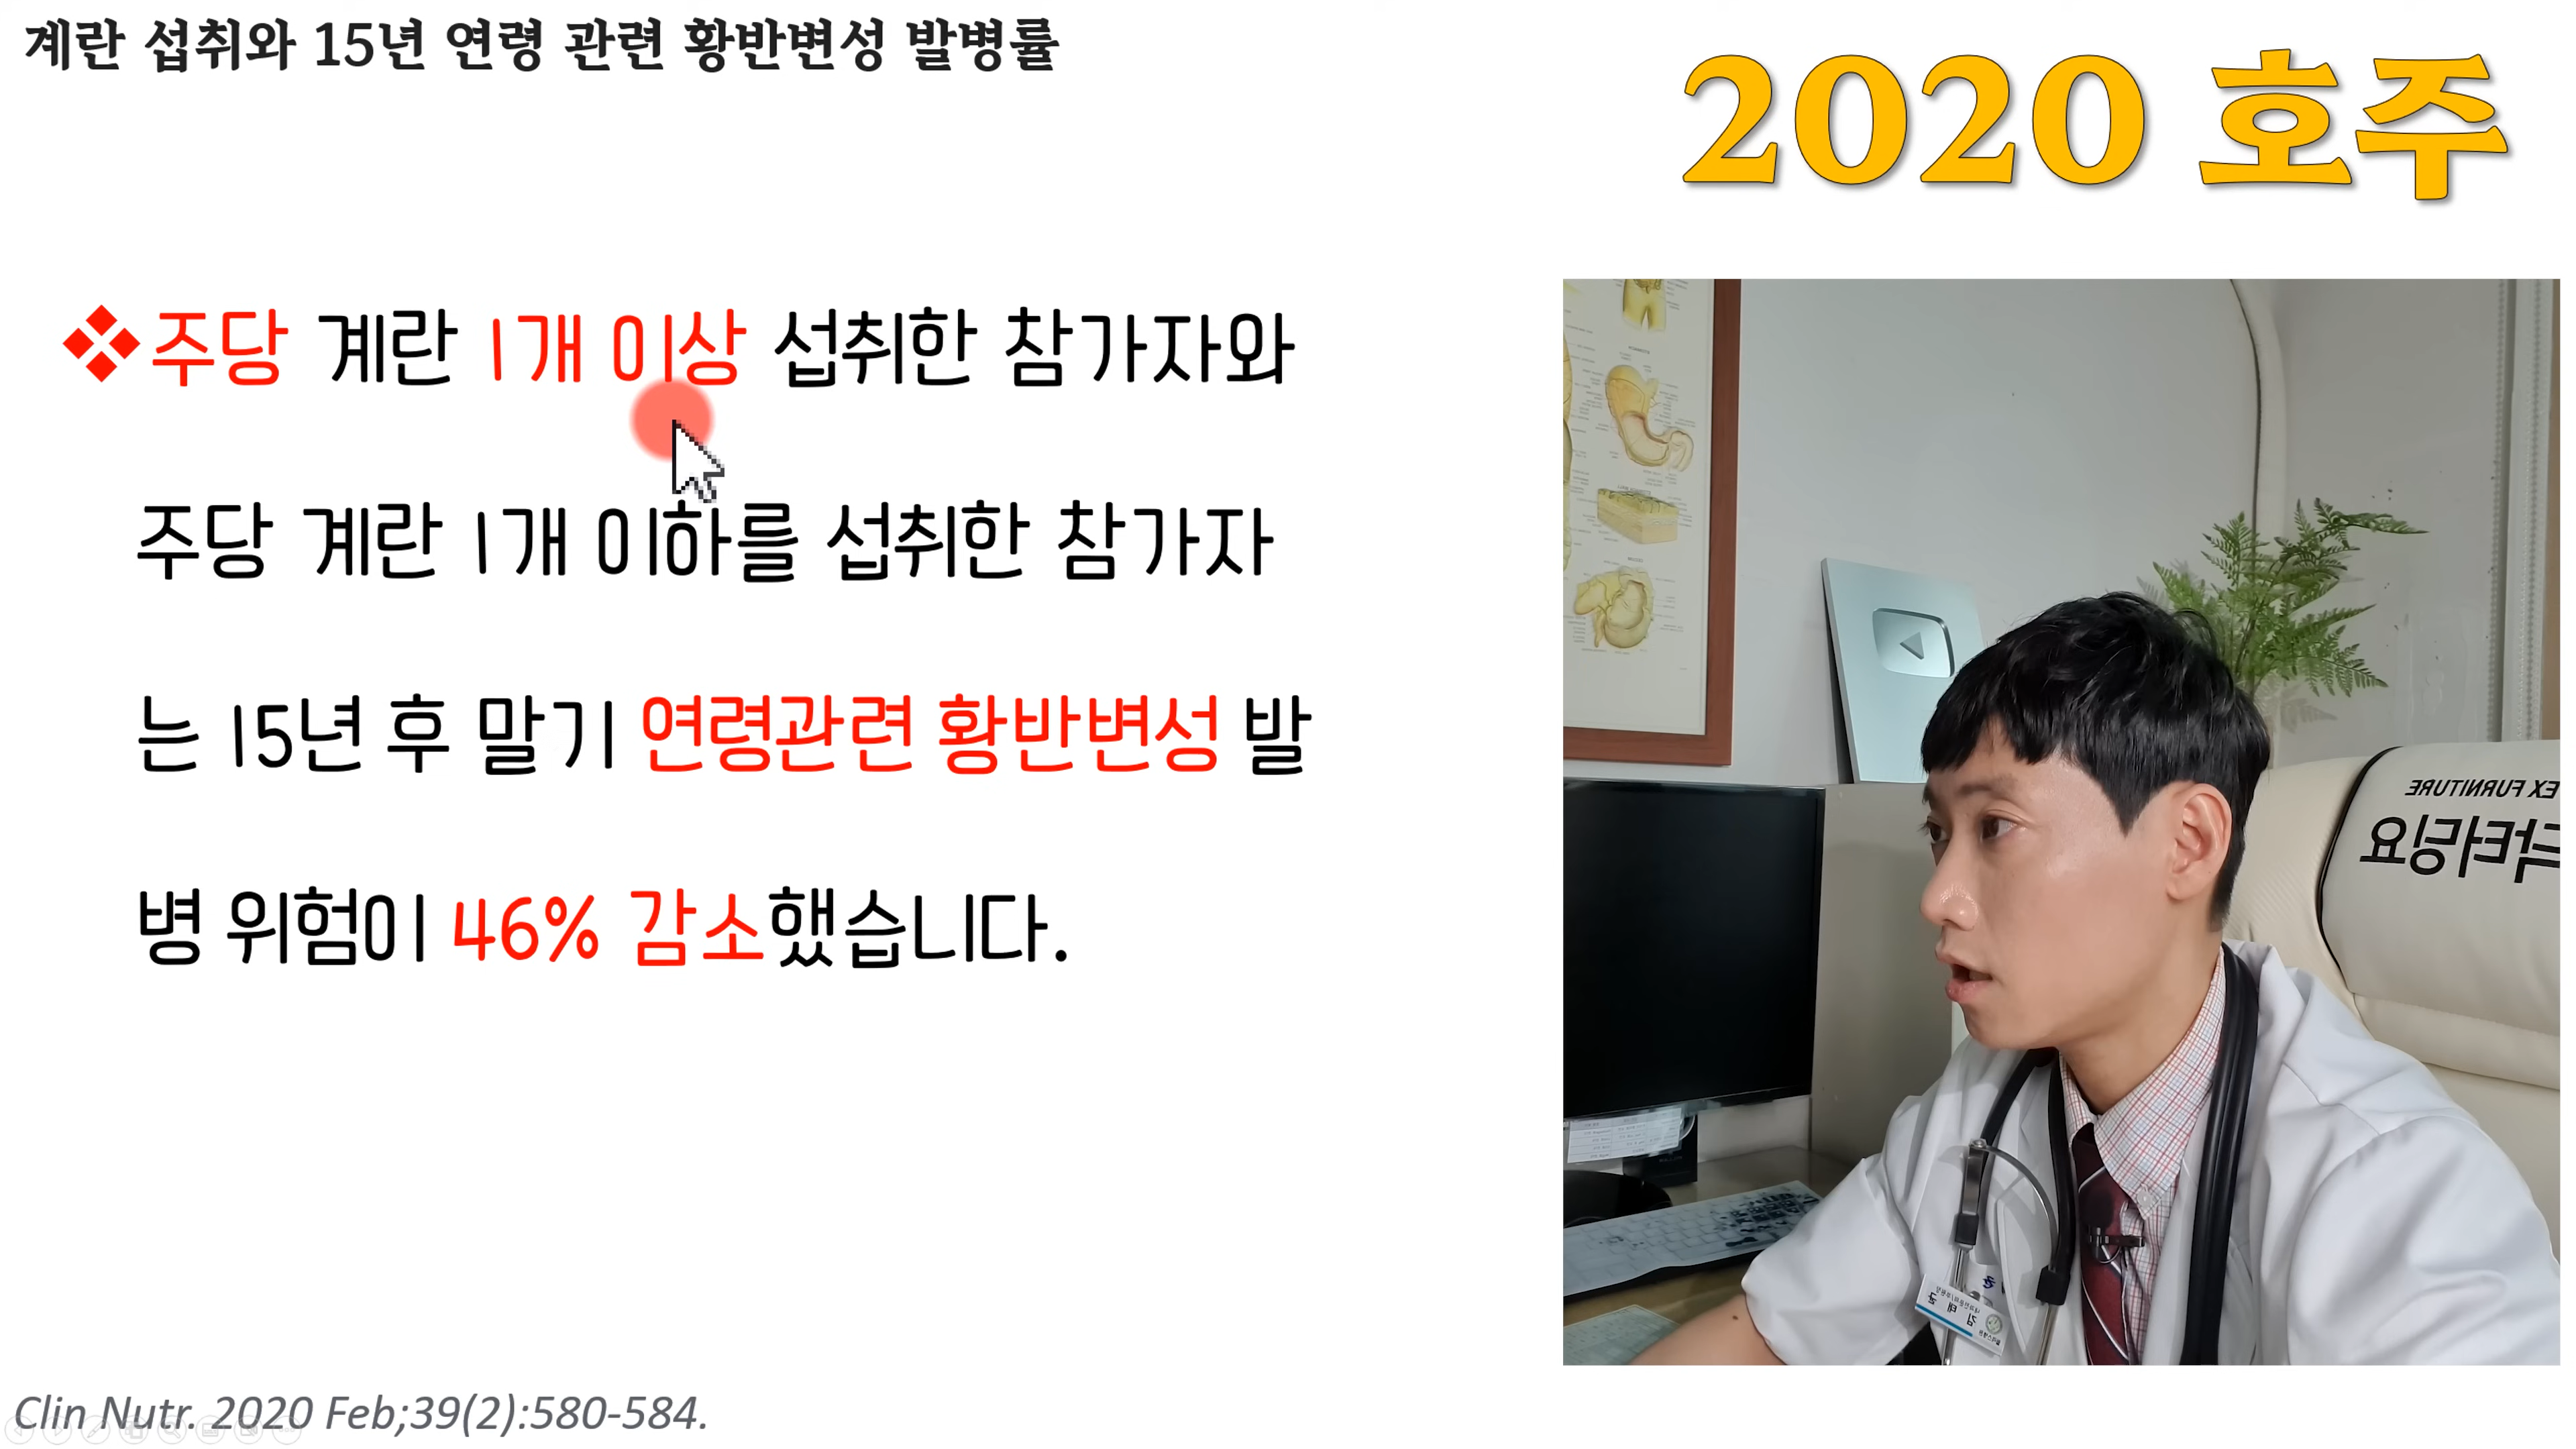 계란 섭취와 15년 연령 관련 황반변성 발병률
2020 호주
❖주당 계란 1개 이상 섭취한 참가자와
주당 계란 1개 이하를 섭취한 참가자
는 15년 후 말기 연령관련 황반변성 발
병 위험이 46% 감소했습니다.
EX FURNITURE
닥터딩요
Clin Nutr. 2020 Feb;39(2):580-584.